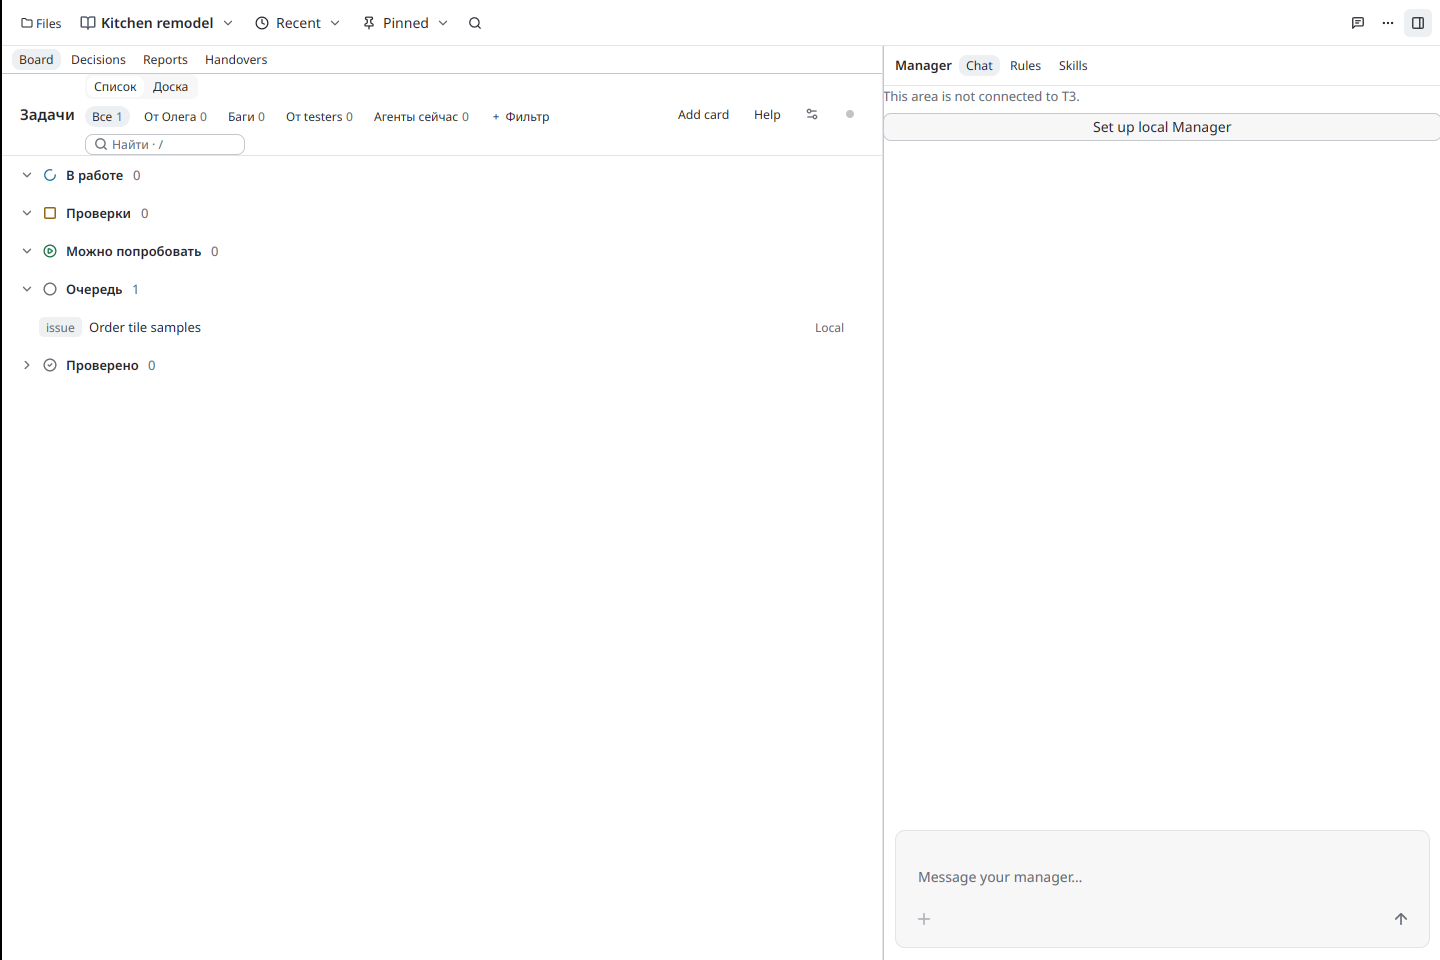 Files Kitchen remodel Recent Pinned
Board Decisions Reports Handovers
Список Доска
Задачи
Все 1 От Олега 0 Баги 0 От testers 0 Агенты сейчас 0 + Фильтр
Add card Help
Найти · /
В работе 0
Проверки 0
Можно попробовать 0
Очередь 1
issue Order tile samples Local
Проверено 0
Manager Chat Rules Skills
This area is not connected to T3.
Set up local Manager
Message your manager...